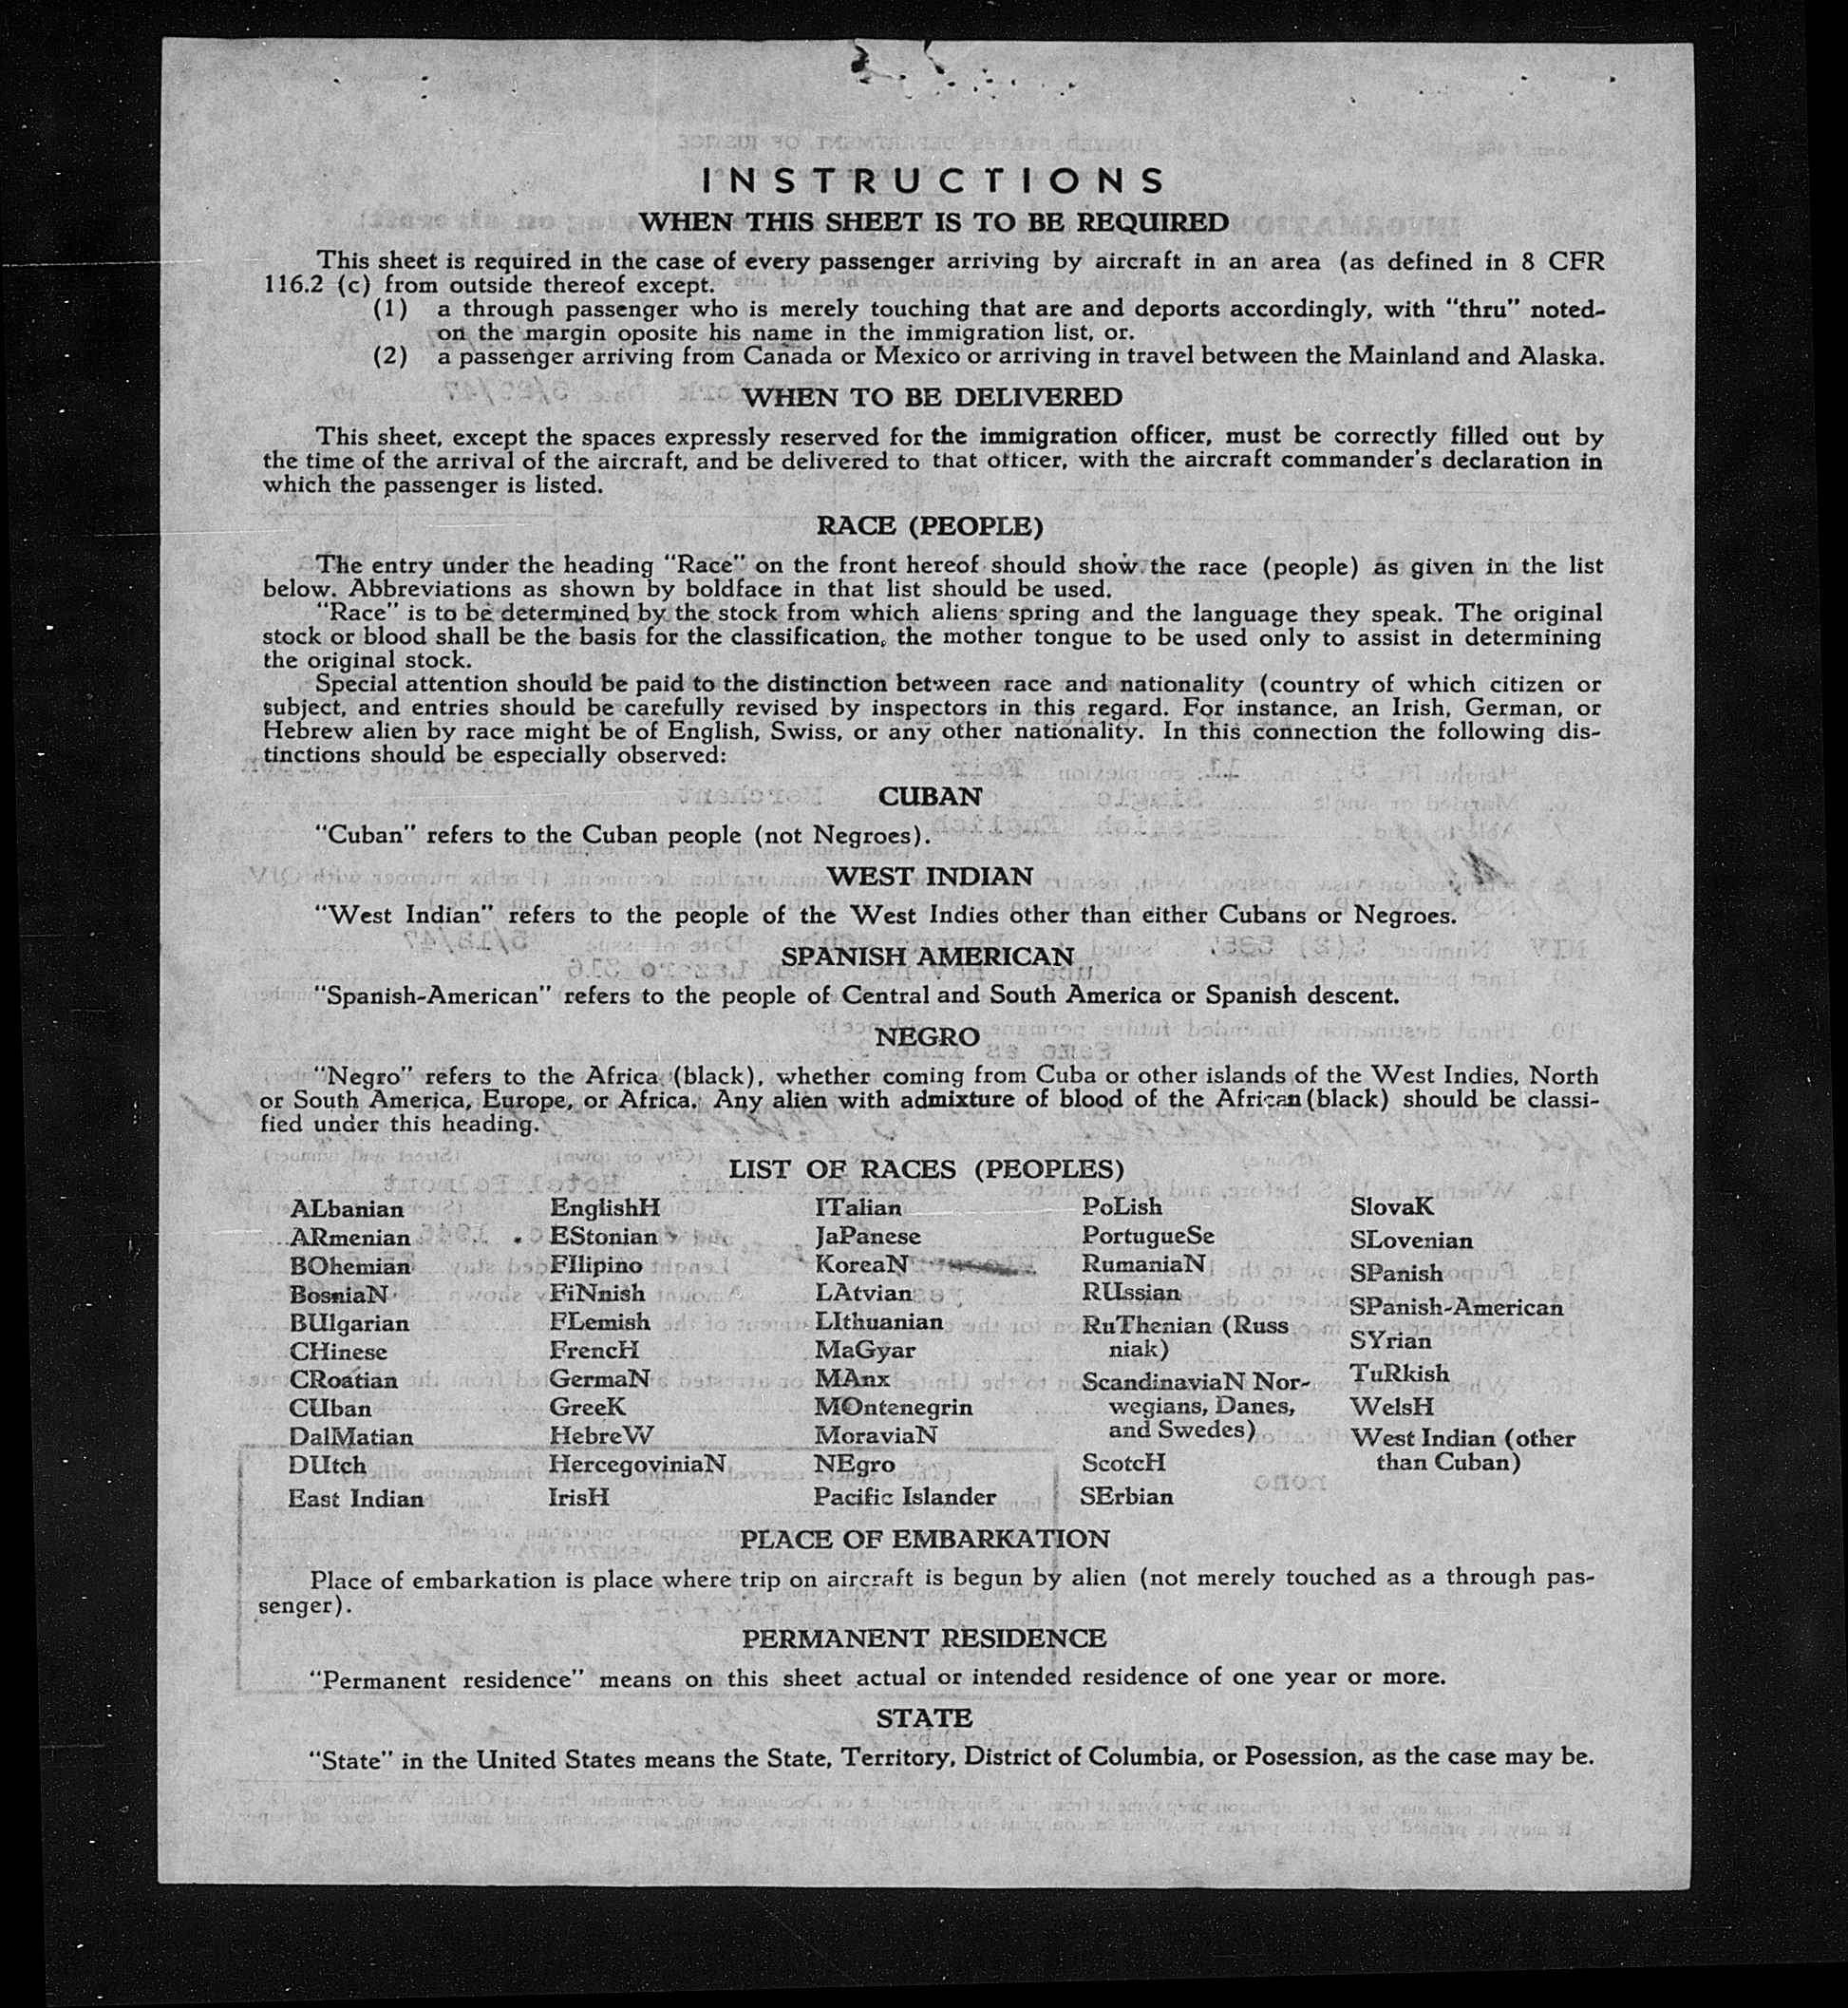 INSTRUCTIONS
WHEN THIS SHEET IS TO BE REQUIRED
This sheet is required in the case of every passenger arriving by aircraft in an area (as defined in 8 CFR
116.2 (c) from outside thereof except.
(1) a through passenger who is merely touching that are and deports accordingly, with "thru" noted-
on the margin oposite his name in the immigration list, or.
(2) a passenger arriving from Canada or Mexico or arriving in travel between the Mainland and Alaska.
WHEN TO BE DELIVERED
This sheet, except the spaces expressly reserved for the immigration officer, must be correctly filled out by
the time of the arrival of the aircraft, and be delivered to that officer, with the aircraft commander's declaration in
which the passenger is listed.
RACE (PEOPLE)
The entry under the heading "Race" on the front hereof should show the race (people) as given in the list
below. Abbreviations as shown by boldface in that list should be used.
"Race" is to be determined by the stock from which aliens spring and the language they speak. The original
stock or blood shall be the basis for the classification, the mother tongue to be used only to assist in determining
the original stock.
Special attention should be paid to the distinction between race and nationality (country of which citizen or
subject, and entries should be carefully revised by inspectors in this regard. For instance, an Irish, German, or
Hebrew alien by race might be of English, Swiss, or any other nationality. In this connection the following dis-
tinctions should be especially observed:
CUBAN
"Cuban" refers to the Cuban people (not Negroes).
WEST INDIAN
"West Indian" refers to the people of the West Indies other than either Cubans or Negroes.
SPANISH AMERICAN
"Spanish-American" refers to the people of Central and South America or Spanish descent.
NEGRO
"Negro" refers to the Africa (black), whether coming from Cuba or other islands of the West Indies, North
or South America, Europe, or Africa. Any alien with admixture of blood of the African (black) should be classi-
fied under this heading.
LIST OF RACES (PEOPLES)
ALbanian
ARmenian
BOhemian
BosniaN
BUlgarian
CHinese
CRoatian
CUban
DalMatian
DUtch
East Indian
EnglishH
EStonian
FIlipino
FiNnish
FLemish
FrencH
GermaN
GreeK
HebreW
HercegoviniaN
IrisH
ITalian
JaPanese
KoreaN
LAtvian
LIthuanian
MaGyar
MAnx
MOntenegrin
MoraviaN
NEgro
Pacific Islander
PoLish
PortugueSe
RumaniaN
RUssian
RuThenian (Russ
niak)
ScandinaviaN Nor-
wegians, Danes,
and Swedes)
ScotcH
SErbian
SlovaK
SLovenian
SPanish
SPanish-American
SYrian
TuRkish
WelsH
West Indian (other
than Cuban)
PLACE OF EMBARKATION
Place of embarkation is place where trip on aircraft is begun by alien (not merely touched as a through pas-
senger).
PERMANENT RESIDENCE
"Permanent residence" means on this sheet actual or intended residence of one year or more.
STATE
"State" in the United States means the State, Territory, District of Columbia, or Posession, as the case may be.